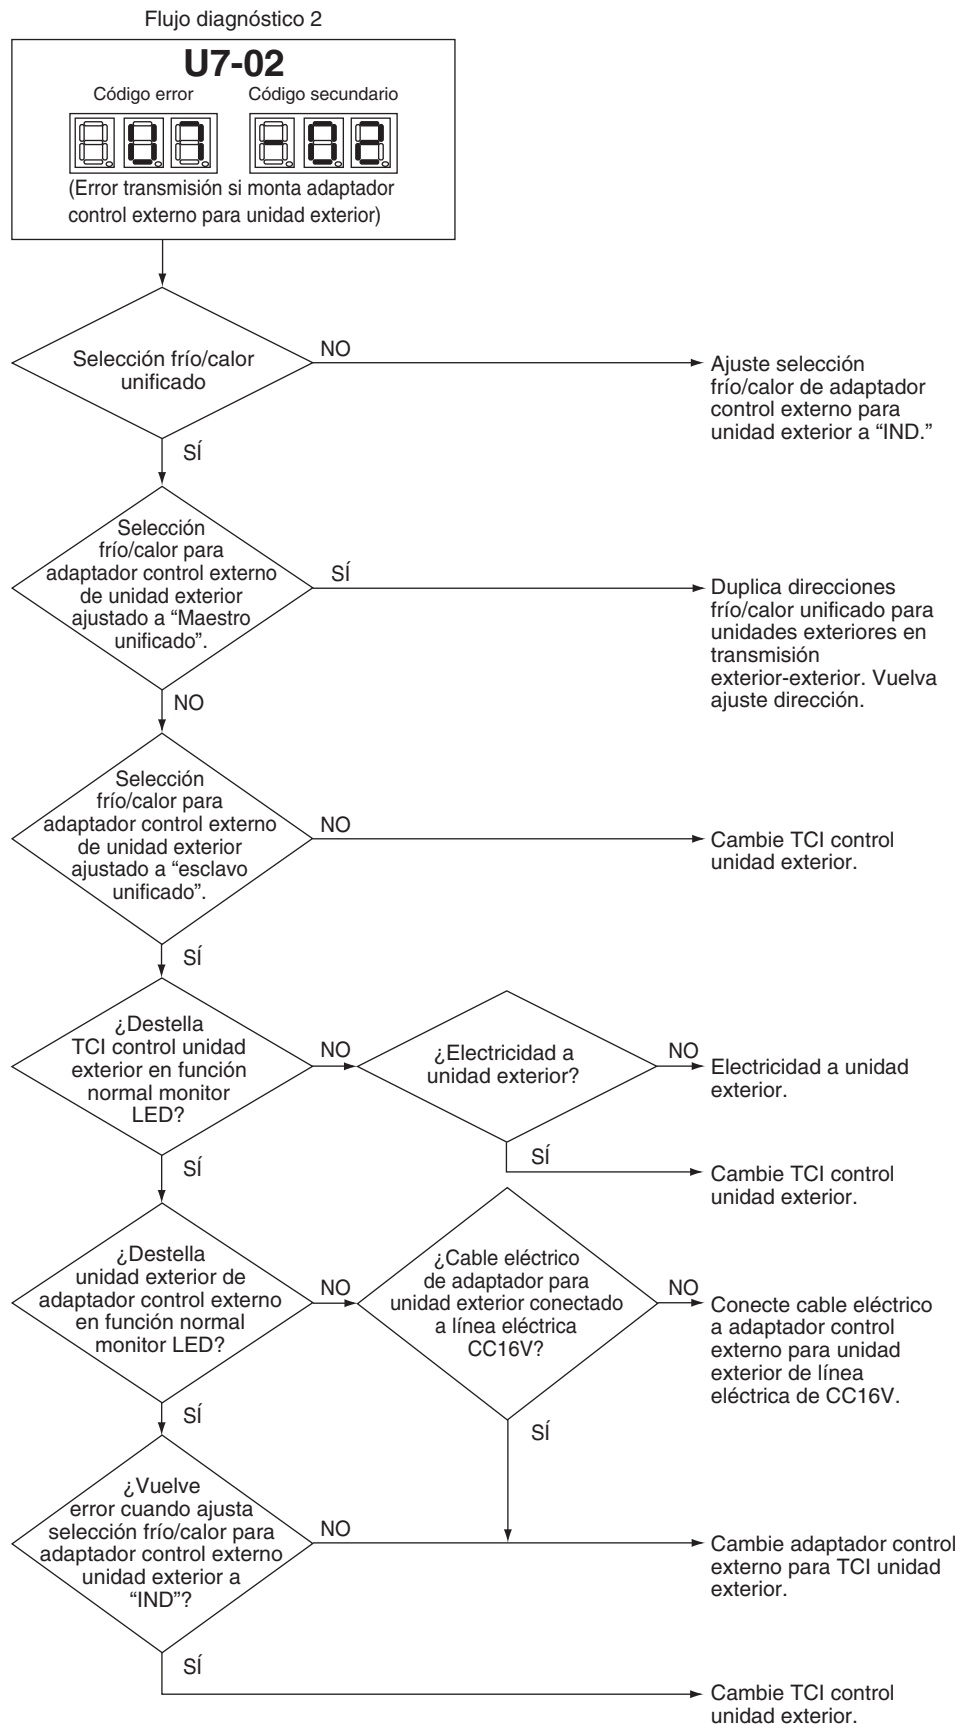 Flujo diagnóstico 2
U7-02
Código error
Código secundario
U7
-02
(Error transmisión si monta adaptador
control externo para unidad exterior)
Selección frío/calor
unificado
NO
Ajuste selección
frío/calor de adaptador
control externo para
unidad exterior a “IND.”
SÍ
Selección
frío/calor para
adaptador control externo
de unidad exterior
ajustado a “Maestro
unificado”.
SÍ
Duplica direcciones
frío/calor unificado para
unidades exteriores en
transmisión
exterior-exterior. Vuelva
ajuste dirección.
NO
Selección
frío/calor para
adaptador control externo
de unidad exterior
ajustado a “esclavo
unificado”.
NO
Cambie TCI control
unidad exterior.
SÍ
¿Destella
TCI control unidad
exterior en función
normal monitor
LED?
NO
¿Electricidad a
unidad exterior?
NO
Electricidad a unidad
exterior.
SÍ
Cambie TCI control
unidad exterior.
SÍ
¿Destella
unidad exterior de
adaptador control externo
en función normal
monitor LED?
NO
¿Cable eléctrico
de adaptador para
unidad exterior conectado
a línea eléctrica
CC16V?
NO
Conecte cable eléctrico
a adaptador control
externo para unidad
exterior de línea
eléctrica de CC16V.
SÍ
SÍ
¿Vuelve
error cuando ajusta
selección frío/calor para
adaptador control externo
unidad exterior a
“IND”?
NO
Cambie adaptador control
externo para TCI unidad
exterior.
SÍ
Cambie TCI control
unidad exterior.